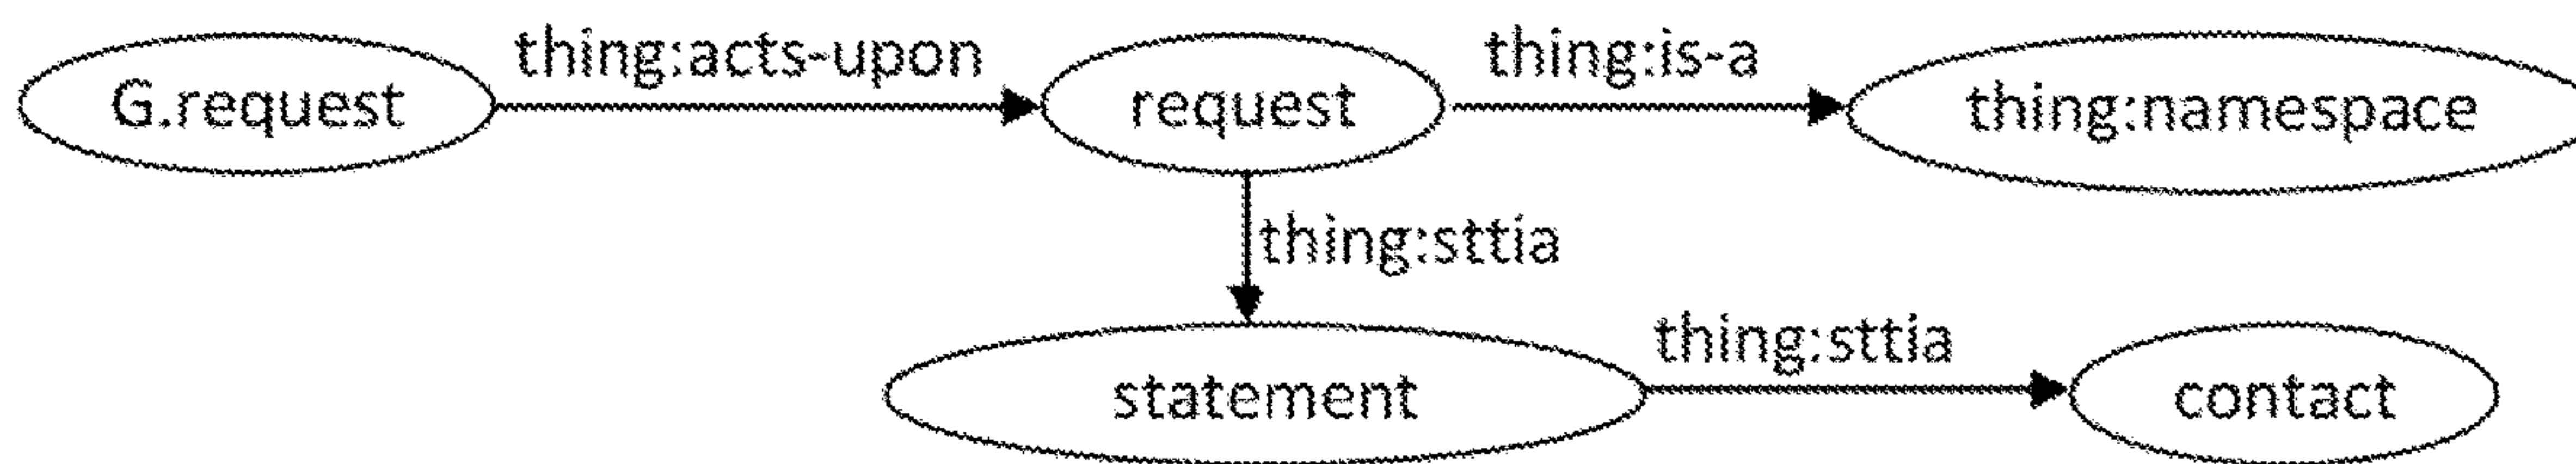 thing:acts-upon
thing:is-a
G.request
request
thing:namespace
thing:sttia
thing:sttia
statement
contact